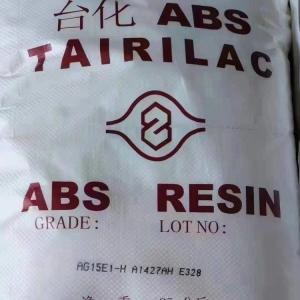 台化 ABS
TAIRILAC
ABS RESIN
GRADE: LOT NO:
AG15E1-H A1427AH E328